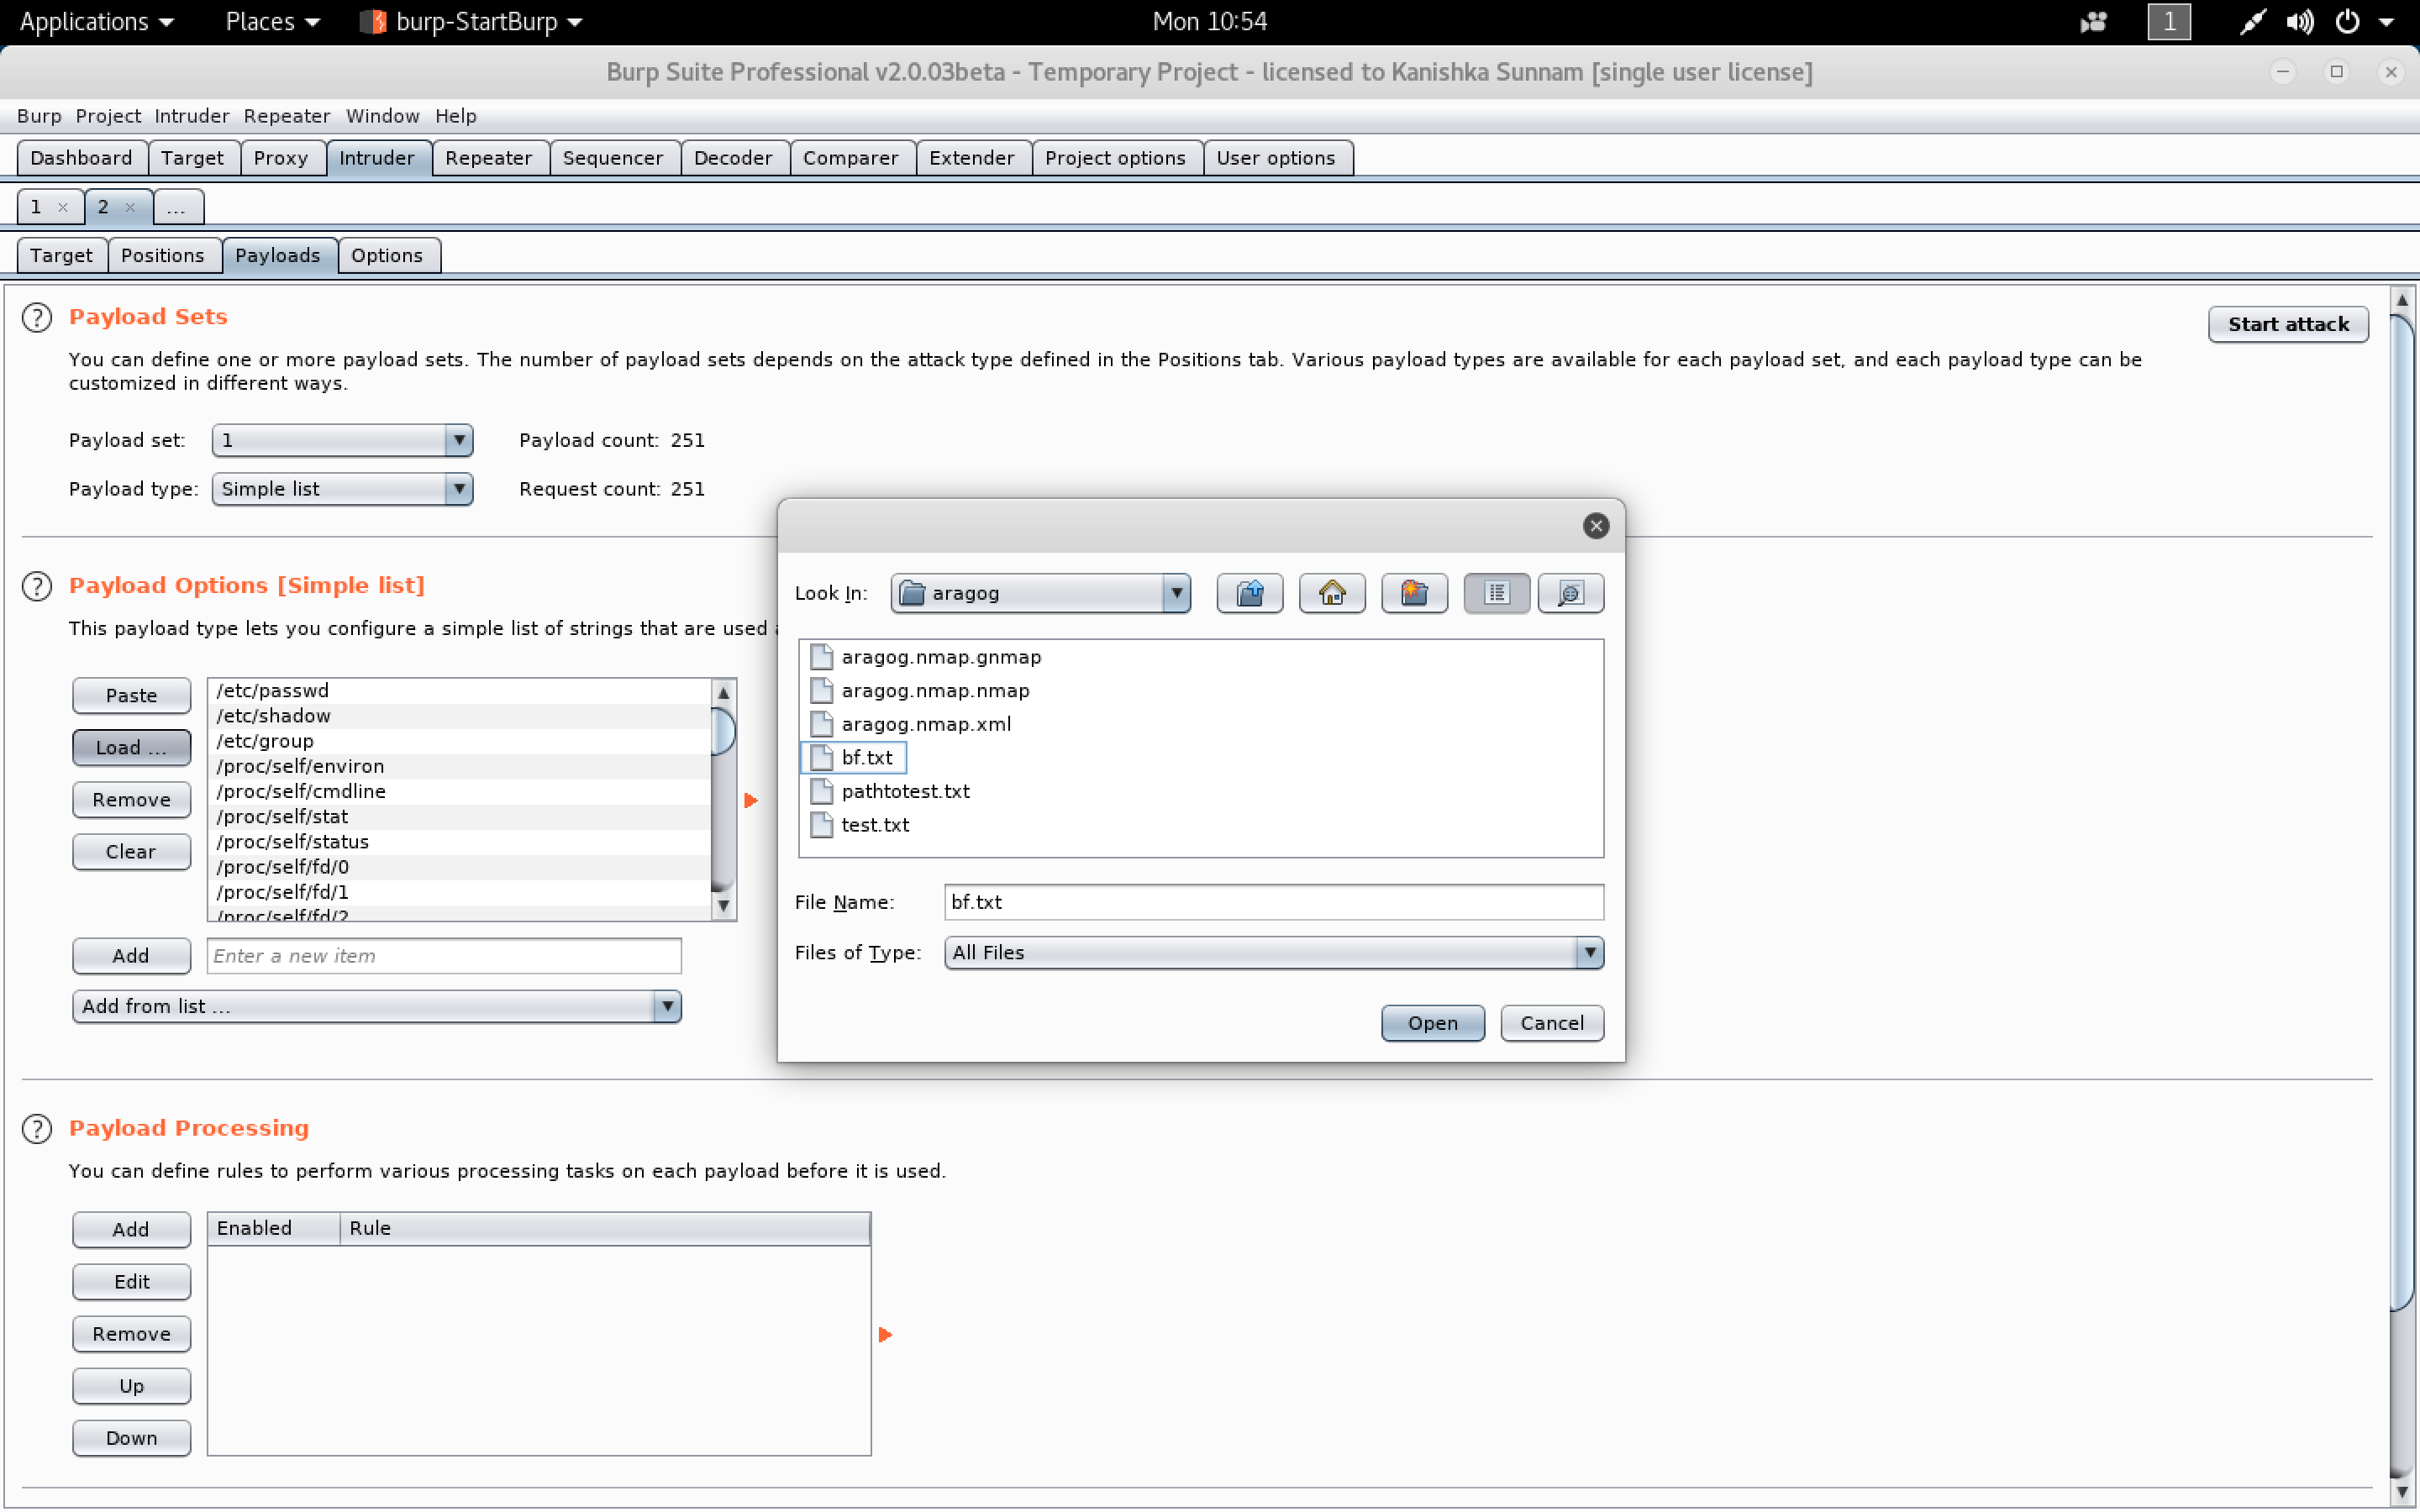 Applications Places burp-StartBurp Mon 10:54 1
Burp Suite Professional v2.0.03beta - Temporary Project - licensed to Kanishka Sunnam [single user license]
Burp Project Intruder Repeater Window Help
Dashboard Target Proxy Intruder Repeater Sequencer Decoder Comparer Extender Project options User options
1 × 2 × ...
Target Positions Payloads Options
? Payload Sets
Start attack
You can define one or more payload sets. The number of payload sets depends on the attack type defined in the Positions tab. Various payload types are available for each payload set, and each payload type can be
customized in different ways.
Payload set: 1 Payload count: 251
Payload type: Simple list Request count: 251
? Payload Options [Simple list]
This payload type lets you configure a simple list of strings that are used
Paste
Load ...
Remove
Clear
/etc/passwd
/etc/shadow
/etc/group
/proc/self/environ
/proc/self/cmdline
/proc/self/stat
/proc/self/status
/proc/self/fd/0
/proc/self/fd/1
/proc/self/fd/2
Add Enter a new item
Add from list ...
Look In: aragog
aragog.nmap.gnmap
aragog.nmap.nmap
aragog.nmap.xml
bf.txt
pathtotest.txt
test.txt
File Name: bf.txt
Files of Type: All Files
Open Cancel
? Payload Processing
You can define rules to perform various processing tasks on each payload before it is used.
Add
Edit
Remove
Up
Down
Enabled Rule